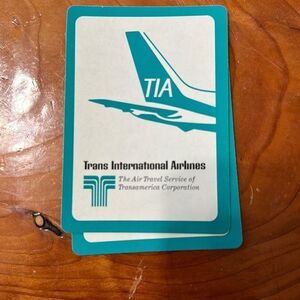 TIA
Trans International Airlines
The Air Travel Service of
Transamerica Corporation